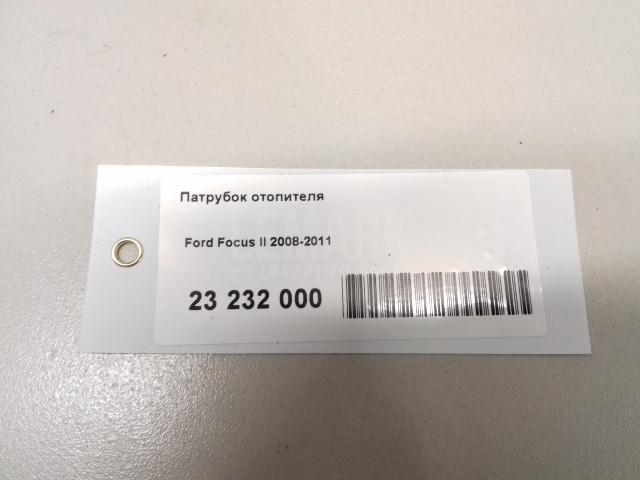 Патрубок отопителя
Ford Focus II 2008-2011
23 232 000